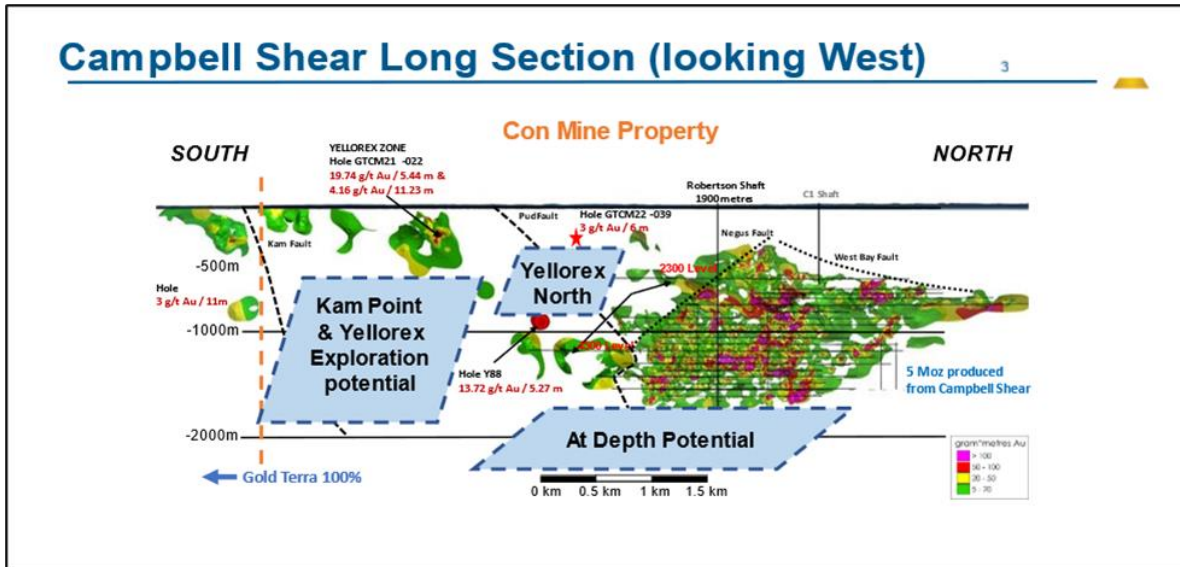 Campbell Shear Long Section (looking West)
3
Con Mine Property
SOUTH
NORTH
YELLOREX ZONE
Hole GTCM21 -022
19.74 g/t Au / 5.44 m &
4.16 g/t Au / 11.23 m
Robertson Shaft
1900 metres
C1 Shaft
Kam Fault
Pud Fault
Hole GTCM22 -039
3 g/t Au / 6 m
Negus Fault
West Bay Fault
-500m
2300 Level
Yellorex
North
Hole
3 g/t Au / 11m
Kam Point
& Yellorex
Exploration
potential
-1000m
Hole Y88
13.72 g/t Au / 5.27 m
5 Moz produced
from Campbell Shear
-2000m
At Depth Potential
gram*metres Au
> 100
50 - 100
20 - 50
Gold Terra 100%
0 km 0.5 km 1 km 1.5 km